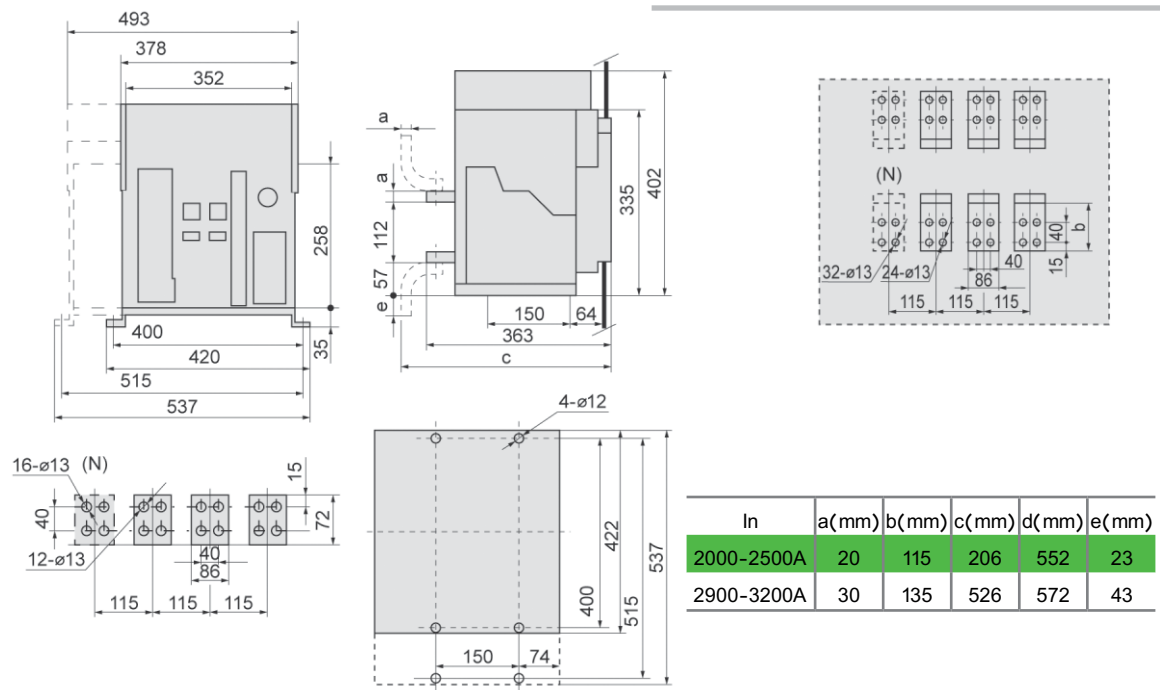 493
378
352
258
35
400
420
515
537
a
a
112
57
e
335
402
150
64
363
c
(N)
32-ø13
24-ø13
40
b
15
40
86
115
115
115
16-ø13
(N)
40
12-ø13
15
72
40
86
115
115
115
4-ø12
400
422
515
537
150
74
In a(mm) b(mm) c(mm) d(mm) e(mm)
2000-2500A 20 115 206 552 23
2900-3200A 30 135 526 572 43